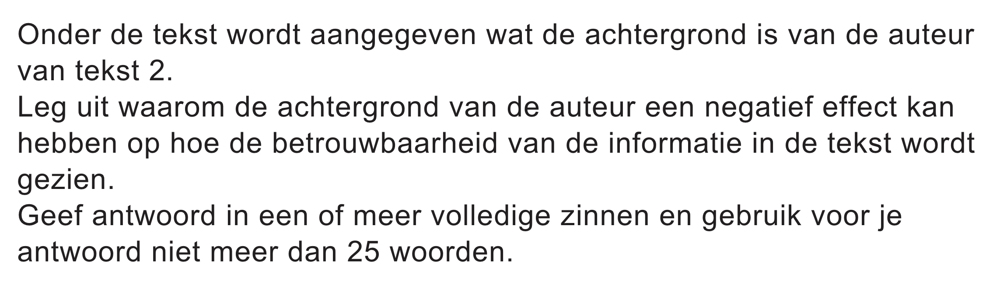 Onder de tekst wordt aangegeven wat de achtergrond is van de auteur
van tekst 2.
Leg uit waarom de achtergrond van de auteur een negatief effect kan
hebben op hoe de betrouwbaarheid van de informatie in de tekst wordt
gezien.
Geef antwoord in een of meer volledige zinnen en gebruik voor je
antwoord niet meer dan 25 woorden.